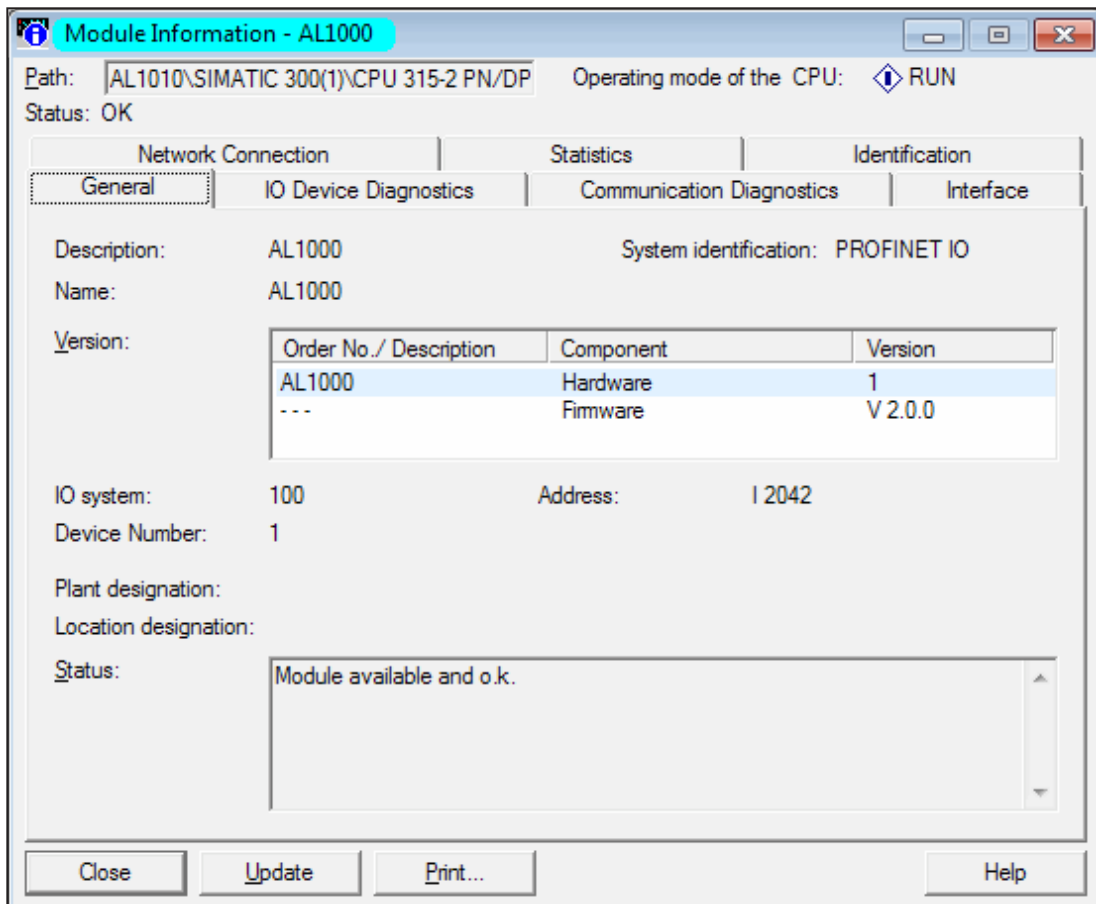 Module Information - AL1000
Path: AL1010\SIMATIC 300(1)\CPU 315-2 PN/DP Operating mode of the CPU: RUN
Status: OK
Network Connection Statistics Identification
General IO Device Diagnostics Communication Diagnostics Interface
Description: AL1000 System identification: PROFINET IO
Name: AL1000
Version: Order No./ Description Component Version
AL1000 Hardware 1
- - - Firmware V 2.0.0
IO system: 100 Address: I 2042
Device Number: 1
Plant designation:
Location designation:
Status: Module available and o.k.
Close Update Print... Help